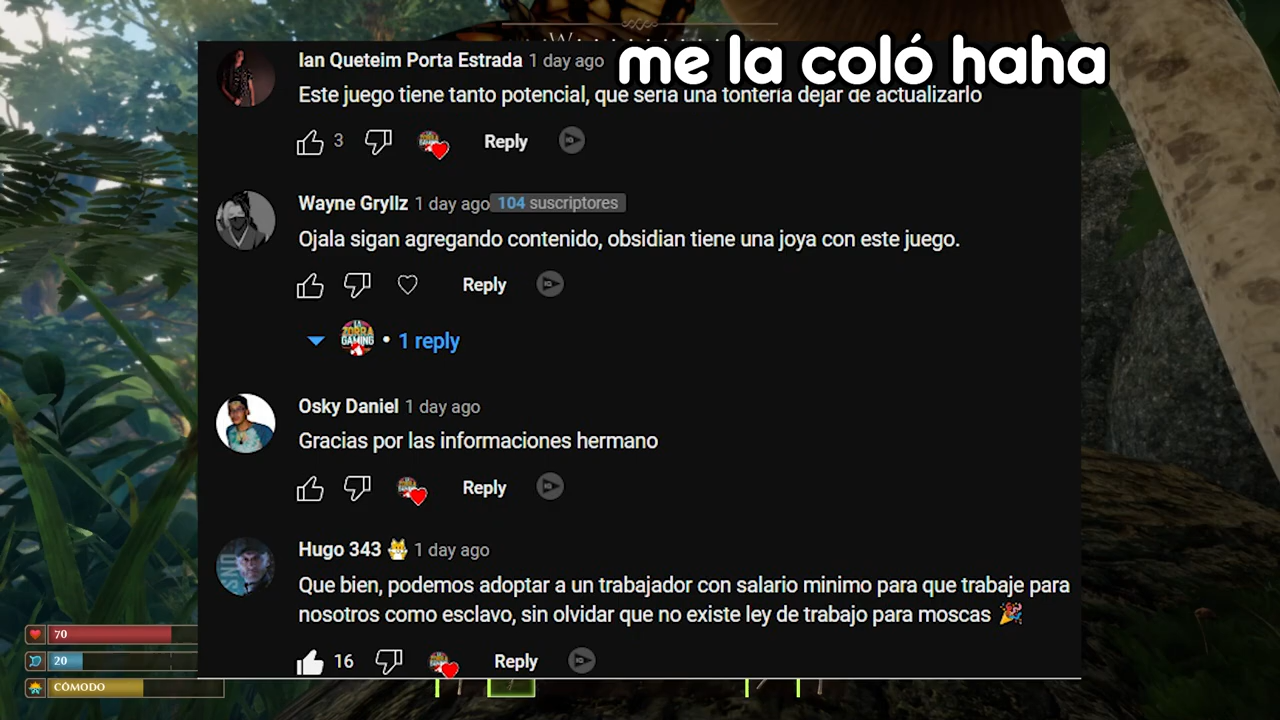 me la coló haha
Ian Queteim Porta Estrada 1 day ago
Este juego tiene tanto potencial, que seria una tonteria dejar de actualizarlo
3 Reply
Wayne Gryllz 1 day ago 104 suscriptores
Ojala sigan agregando contenido, obsidian tiene una joya con este juego.
Reply
LA ZORRA GAMING • 1 reply
Osky Daniel 1 day ago
Gracias por las informaciones hermano
Reply
Hugo 343 🐱 1 day ago
Que bien, podemos adoptar a un trabajador con salario minimo para que trabaje para
nosotros como esclavo, sin olvidar que no existe ley de trabajo para moscas 🎉
16 Reply
70
20
CÓMODO